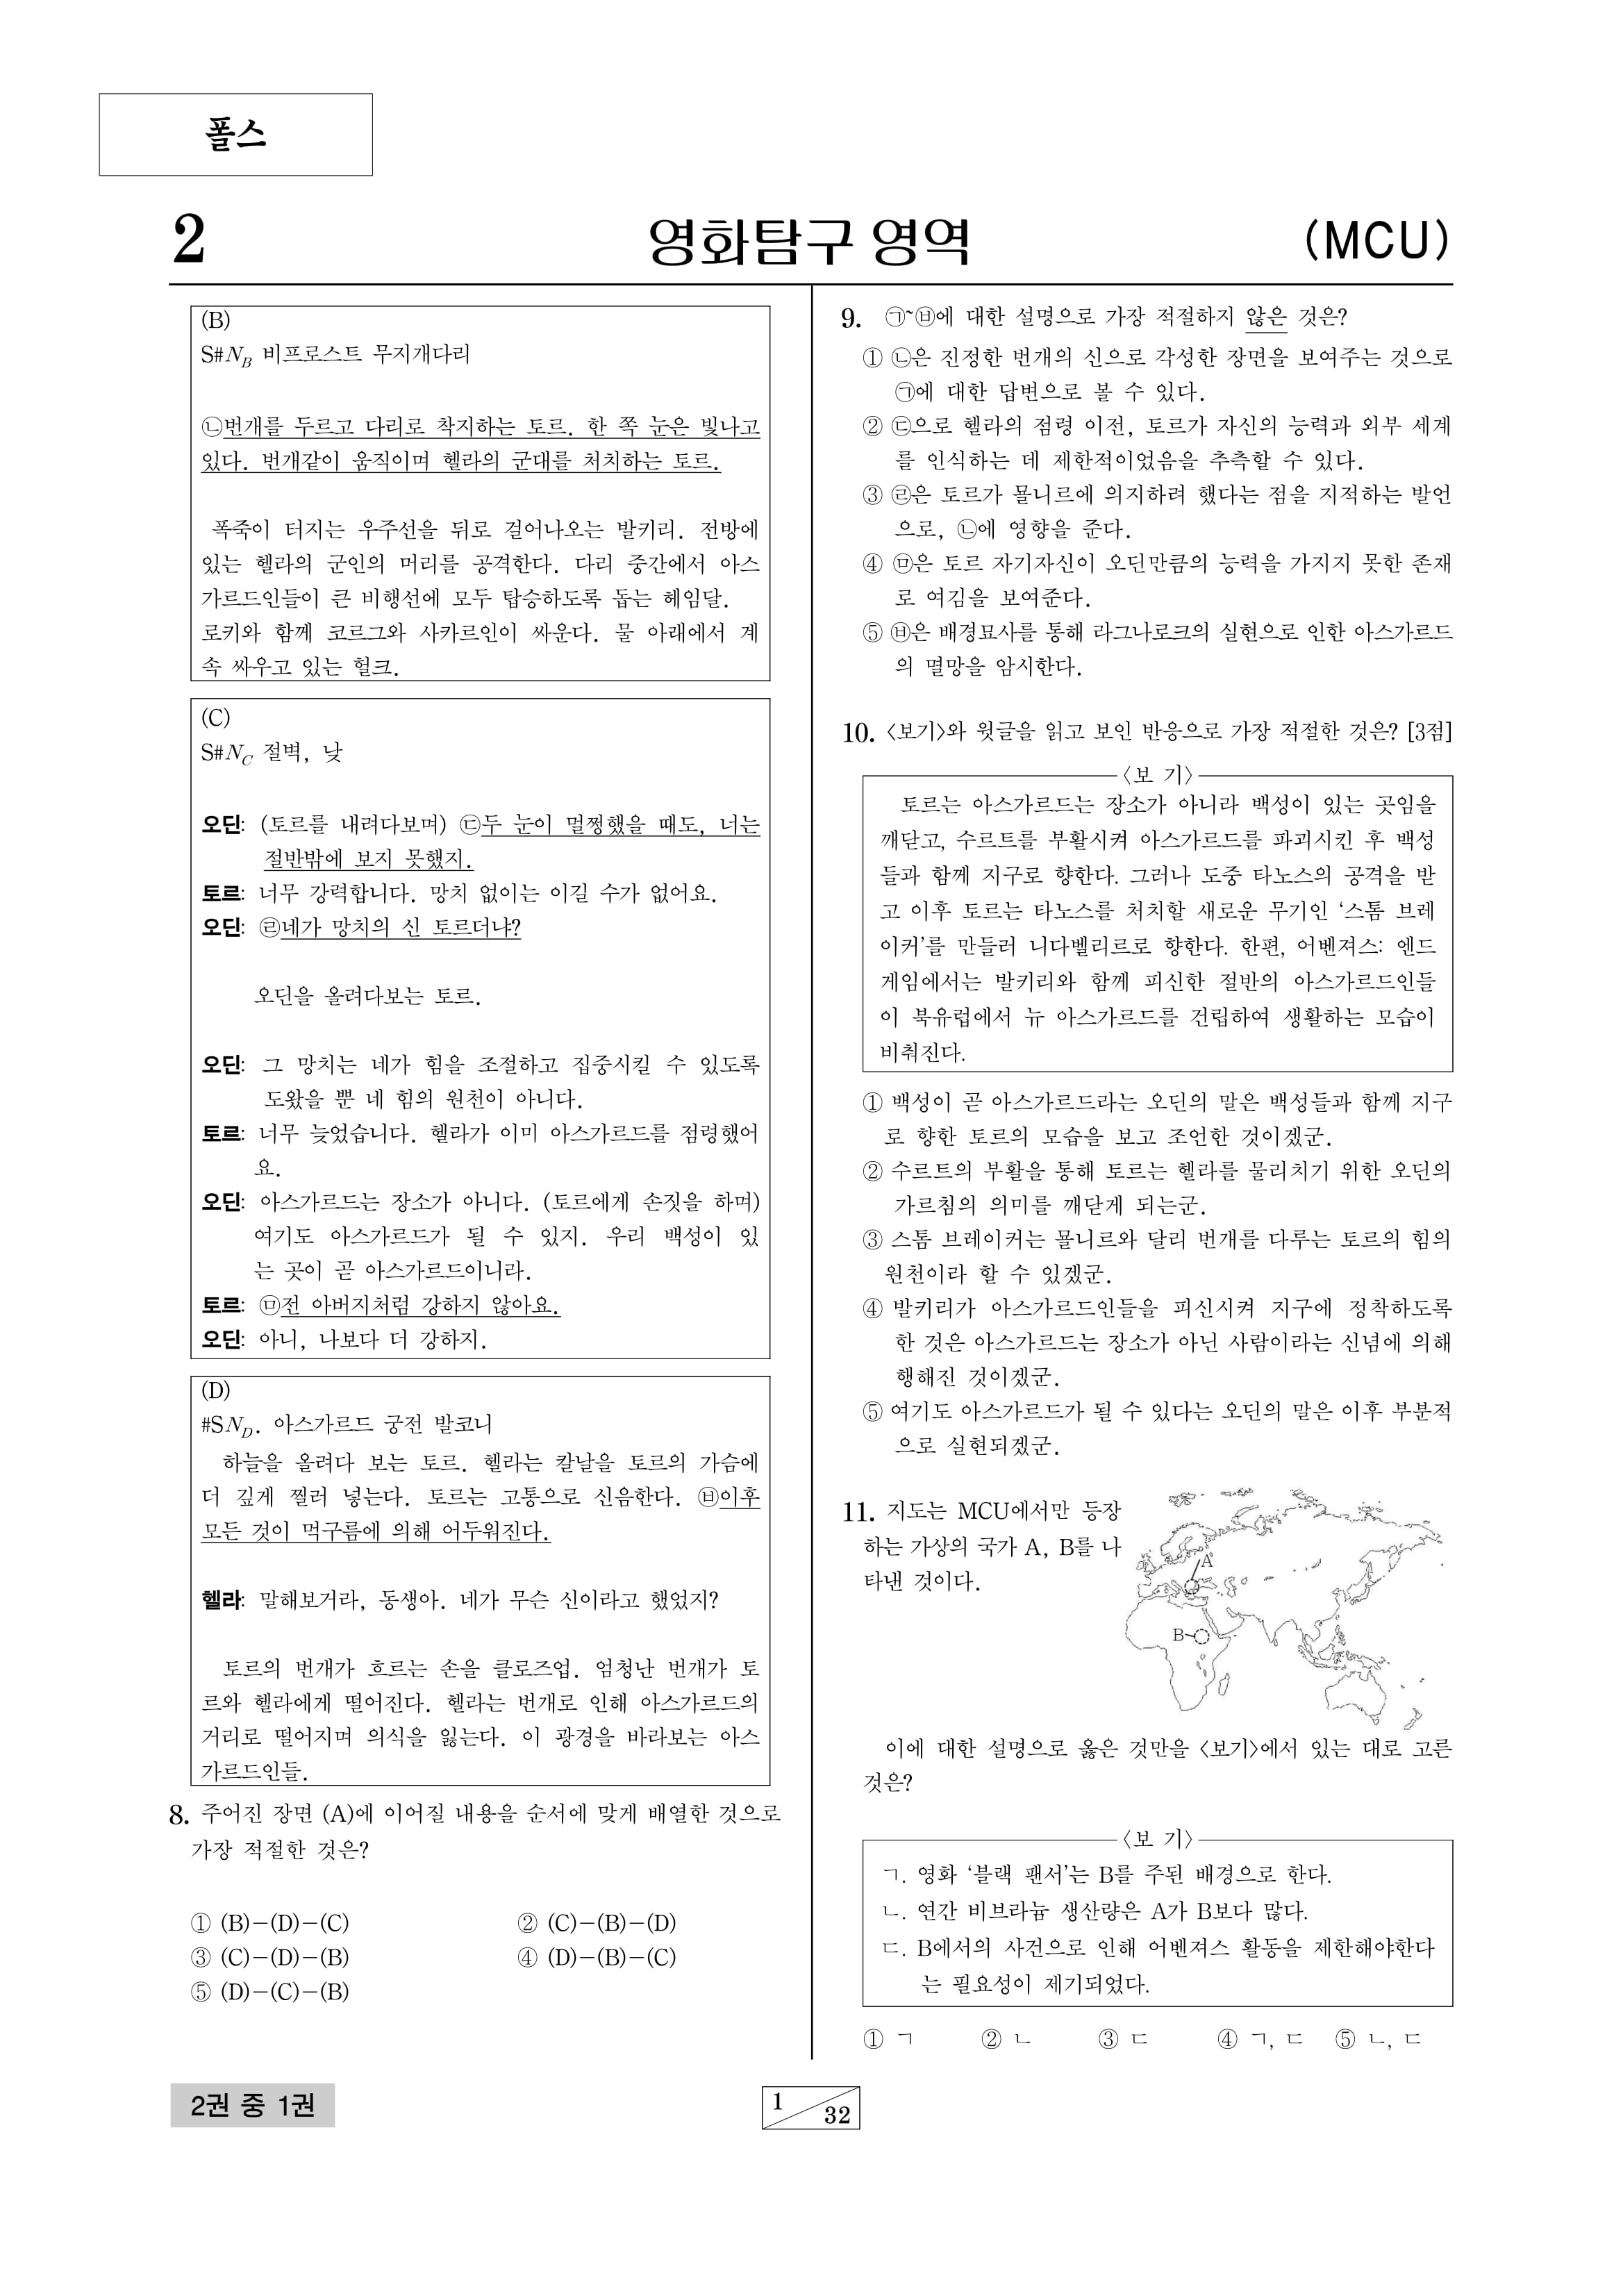 폴스
2
영화탐구 영역
(MCU)
(B)
S#N_B 비프로스트 무지개다리
㉡번개를 두르고 다리로 착지하는 토르. 한 쪽 눈은 빛나고
있다. 번개같이 움직이며 헬라의 군대를 처치하는 토르.
폭죽이 터지는 우주선을 뒤로 걸어나오는 발키리. 전방에
있는 헬라의 군인의 머리를 공격한다. 다리 중간에서 아스
가르드인들이 큰 비행선에 모두 탑승하도록 돕는 헤임달.
로키와 함께 코르그와 사카르인이 싸운다. 물 아래에서 계
속 싸우고 있는 헐크.
(C)
S#N_C 절벽, 낮
오딘: (토르를 내려다보며) ㉢두 눈이 멀쩡했을 때도, 너는
절반밖에 보지 못했지.
토르: 너무 강력합니다. 망치 없이는 이길 수가 없어요.
오딘: ㉣네가 망치의 신 토르더냐?
오딘을 올려다보는 토르.
오딘: 그 망치는 네가 힘을 조절하고 집중시킬 수 있도록
도왔을 뿐 네 힘의 원천이 아니다.
토르: 너무 늦었습니다. 헬라가 이미 아스가르드를 점령했어
요.
오딘: 아스가르드는 장소가 아니다. (토르에게 손짓을 하며)
여기도 아스가르드가 될 수 있지. 우리 백성이 있
는 곳이 곧 아스가르드이니라.
토르: ㉤전 아버지처럼 강하지 않아요.
오딘: 아니, 나보다 더 강하지.
(D)
#SN_D. 아스가르드 궁전 발코니
하늘을 올려다 보는 토르. 헬라는 칼날을 토르의 가슴에
더 깊게 찔러 넣는다. 토르는 고통으로 신음한다. ㉥이후
모든 것이 먹구름에 의해 어두워진다.
헬라: 말해보거라, 동생아. 네가 무슨 신이라고 했었지?
토르의 번개가 흐르는 손을 클로즈업. 엄청난 번개가 토
르와 헬라에게 떨어진다. 헬라는 번개로 인해 아스가르드의
거리로 떨어지며 의식을 잃는다. 이 광경을 바라보는 아스
가르드인들.
8. 주어진 장면 (A)에 이어질 내용을 순서에 맞게 배열한 것으로
가장 적절한 것은?
① (B)-(D)-(C) ② (C)-(B)-(D)
③ (C)-(D)-(B) ④ (D)-(B)-(C)
⑤ (D)-(C)-(B)
9. ㉠~㉥에 대한 설명으로 가장 적절하지 않은 것은?
① ㉡은 진정한 번개의 신으로 각성한 장면을 보여주는 것으로
㉠에 대한 답변으로 볼 수 있다.
② ㉢으로 헬라의 점령 이전, 토르가 자신의 능력과 외부 세계
를 인식하는 데 제한적이었음을 추측할 수 있다.
③ ㉣은 토르가 묠니르에 의지하려 했다는 점을 지적하는 발언
으로, ㉡에 영향을 준다.
④ ㉤은 토르 자기자신이 오딘만큼의 능력을 가지지 못한 존재
로 여김을 보여준다.
⑤ ㉥은 배경묘사를 통해 라그나로크의 실현으로 인한 아스가르드
의 멸망을 암시한다.
10. <보기>와 윗글을 읽고 보인 반응으로 가장 적절한 것은? [3점]
<보 기>
토르는 아스가르드는 장소가 아니라 백성이 있는 곳임을
깨닫고, 수르트를 부활시켜 아스가르드를 파괴시킨 후 백성
들과 함께 지구로 향한다. 그러나 도중 타노스의 공격을 받
고 이후 토르는 타노스를 처치할 새로운 무기인 ‘스톰 브레
이커’를 만들러 니다벨리르로 향한다. 한편, 어벤져스: 엔드
게임에서는 발키리와 함께 피신한 절반의 아스가르드인들
이 북유럽에서 뉴 아스가르드를 건립하여 생활하는 모습이
비춰진다.
① 백성이 곧 아스가르드라는 오딘의 말은 백성들과 함께 지구
로 향한 토르의 모습을 보고 조언한 것이겠군.
② 수르트의 부활을 통해 토르는 헬라를 물리치기 위한 오딘의
가르침의 의미를 깨닫게 되는군.
③ 스톰 브레이커는 묠니르와 달리 번개를 다루는 토르의 힘의
원천이라 할 수 있겠군.
④ 발키리가 아스가르드인들을 피신시켜 지구에 정착하도록
한 것은 아스가르드는 장소가 아닌 사람이라는 신념에 의해
행해진 것이겠군.
⑤ 여기도 아스가르드가 될 수 있다는 오딘의 말은 이후 부분적
으로 실현되겠군.
11. 지도는 MCU에서만 등장
하는 가상의 국가 A, B를 나
타낸 것이다.
A
B
이에 대한 설명으로 옳은 것만을 <보기>에서 있는 대로 고른
것은?
<보 기>
ㄱ. 영화 ‘블랙 팬서’는 B를 주된 배경으로 한다.
ㄴ. 연간 비브라늄 생산량은 A가 B보다 많다.
ㄷ. B에서의 사건으로 인해 어벤져스 활동을 제한해야한다
는 필요성이 제기되었다.
① ㄱ ② ㄴ ③ ㄷ ④ ㄱ, ㄷ ⑤ ㄴ, ㄷ
2권 중 1권
1
32